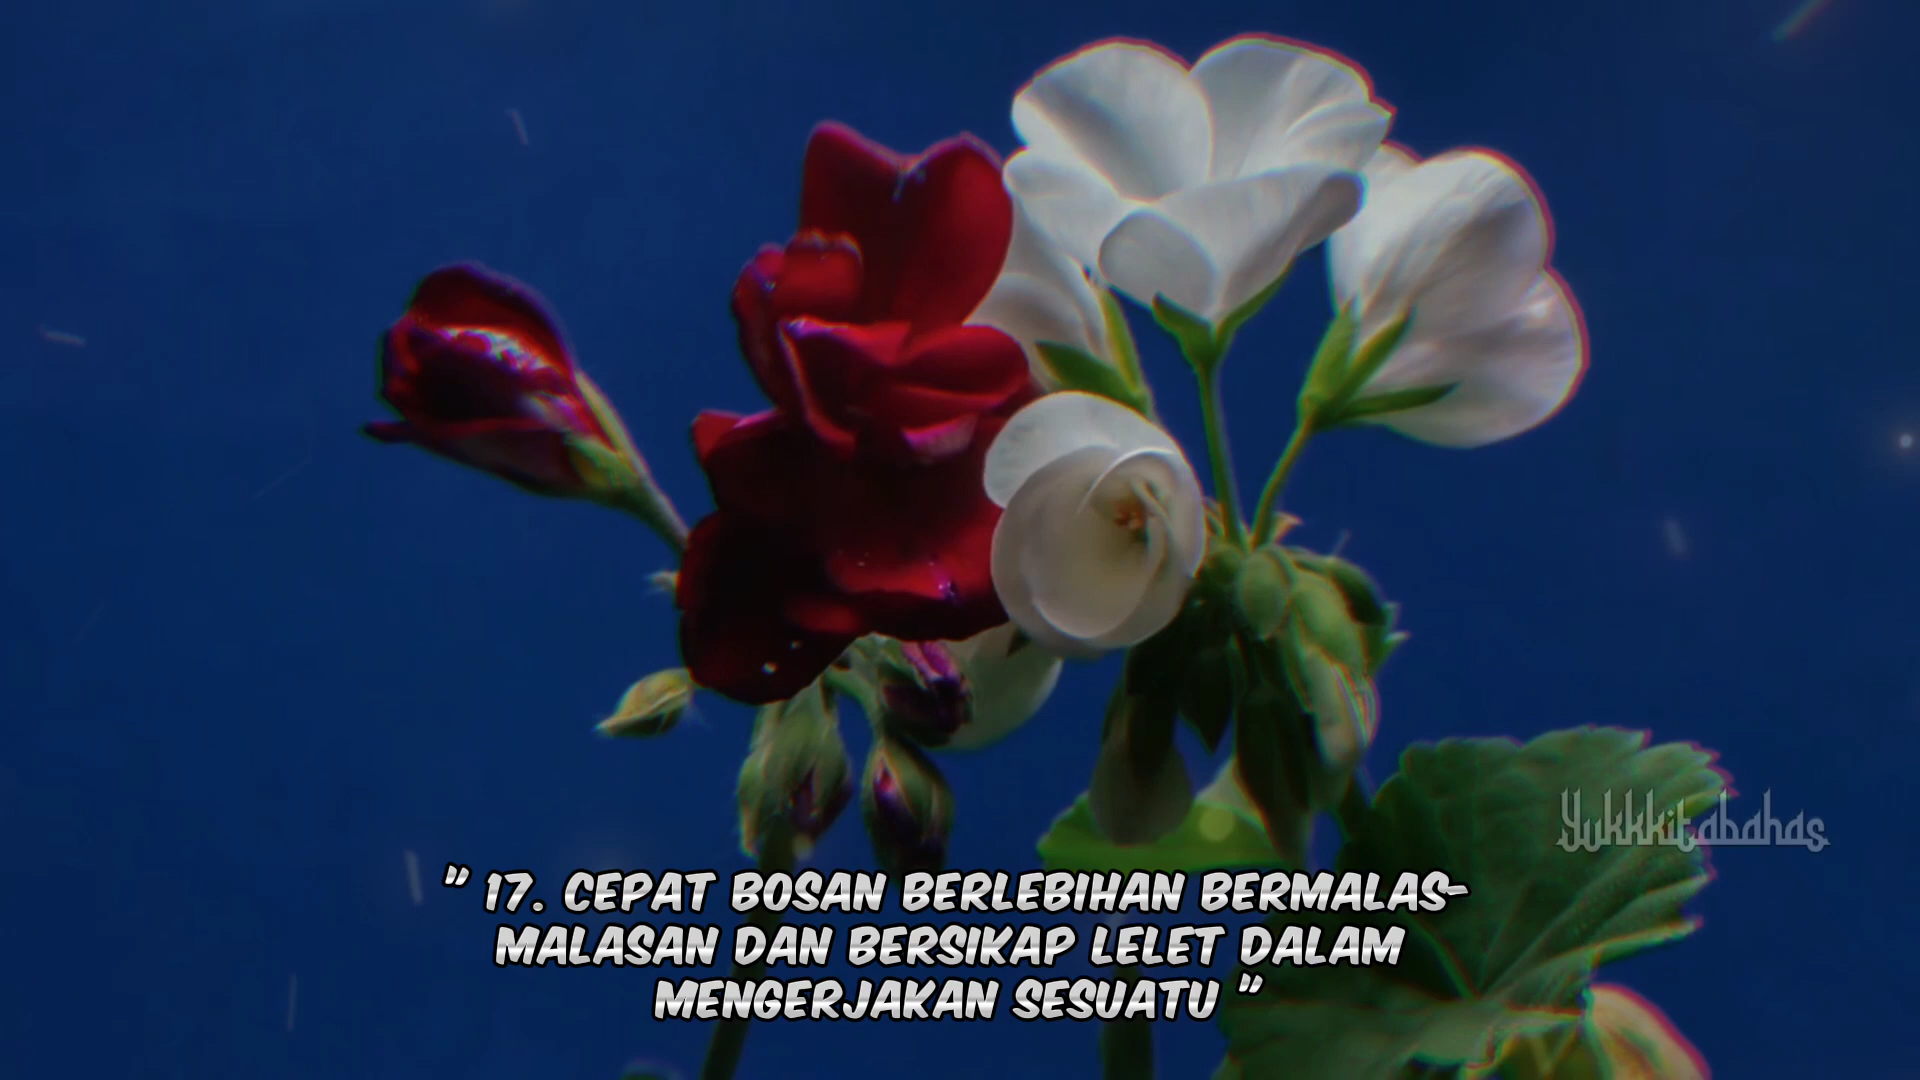 Yukkkitabahas
" 17. CEPAT BOSAN BERLEBIHAN BERMALAS-
MALASAN DAN BERSIKAP LELET DALAM
MENGERJAKAN SESUATU "